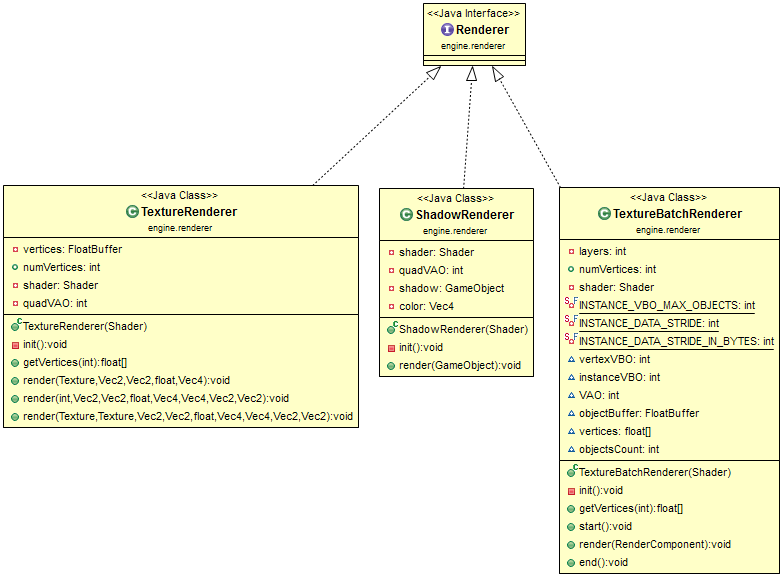 <<Java Interface>>
Renderer
engine.renderer
<<Java Class>>
TextureRenderer
engine.renderer
vertices: FloatBuffer
numVertices: int
shader: Shader
quadVAO: int
TextureRenderer(Shader)
init():void
getVertices(int):float[]
render(Texture,Vec2,Vec2,float,Vec4):void
render(int,Vec2,Vec2,float,Vec4,Vec4,Vec2,Vec2):void
render(Texture,Texture,Vec2,Vec2,float,Vec4,Vec4,Vec2,Vec2):void
<<Java Class>>
ShadowRenderer
engine.renderer
shader: Shader
quadVAO: int
shadow: GameObject
color: Vec4
ShadowRenderer(Shader)
init():void
render(GameObject):void
<<Java Class>>
TextureBatchRenderer
engine.renderer
layers: int
numVertices: int
shader: Shader
INSTANCE_VBO_MAX_OBJECTS: int
INSTANCE_DATA_STRIDE: int
INSTANCE_DATA_STRIDE_IN_BYTES: int
vertexVBO: int
instanceVBO: int
VAO: int
objectBuffer: FloatBuffer
vertices: float[]
objectsCount: int
TextureBatchRenderer(Shader)
init():void
getVertices(int):float[]
start():void
render(RenderComponent):void
end():void